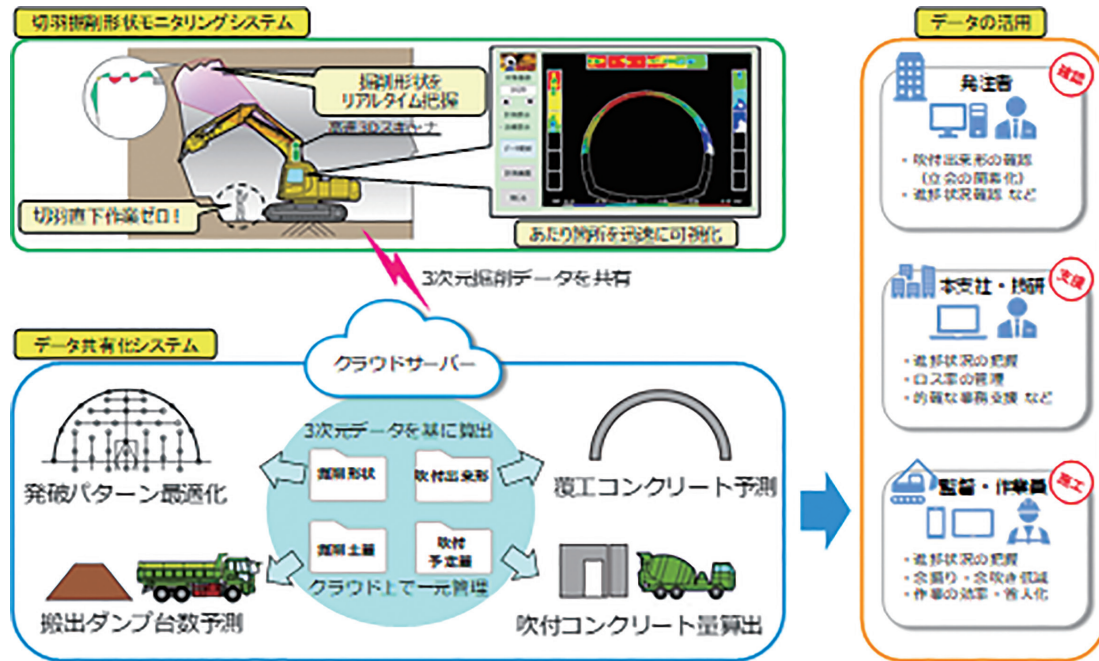 切羽掘削形状モニタリングシステム
掘削形状を
リアルタイム把握
高速3Dスキャナ
切羽直下作業ゼロ！
あたり箇所を迅速に可視化
3次元掘削データを共有
データ共有化システム
クラウドサーバー
3次元データを基に算出
掘削形状
吹付出来形
掘削土量
吹付
予定量
クラウド上で一元管理
発破パターン最適化
覆工コンクリート予測
搬出ダンプ台数予測
吹付コンクリート量算出
データの活用
確認
発注者
・吹付出来形の確認
（立会の簡素化）
・進捗状況確認 など
支援
本支社・技研
・進捗状況の把握
・ロス率の管理
・的確な業務支援 など
施工
監督・作業員
・進捗状況の把握
・余掘り・余吹き低減
・作業の効率・省人化